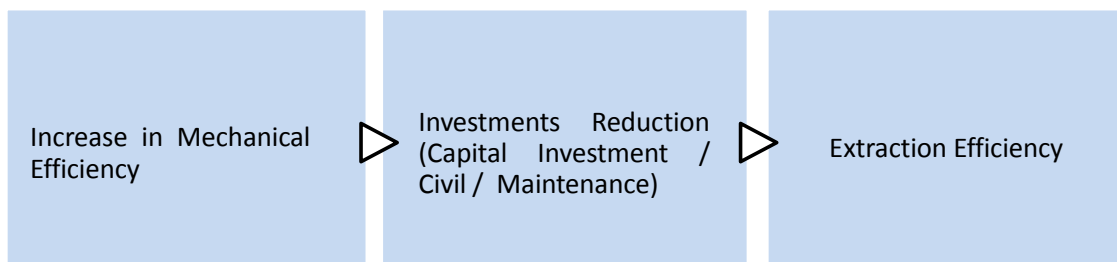 Increase in Mechanical
Efficiency
Investments Reduction
(Capital Investment /
Civil / Maintenance)
Extraction Efficiency